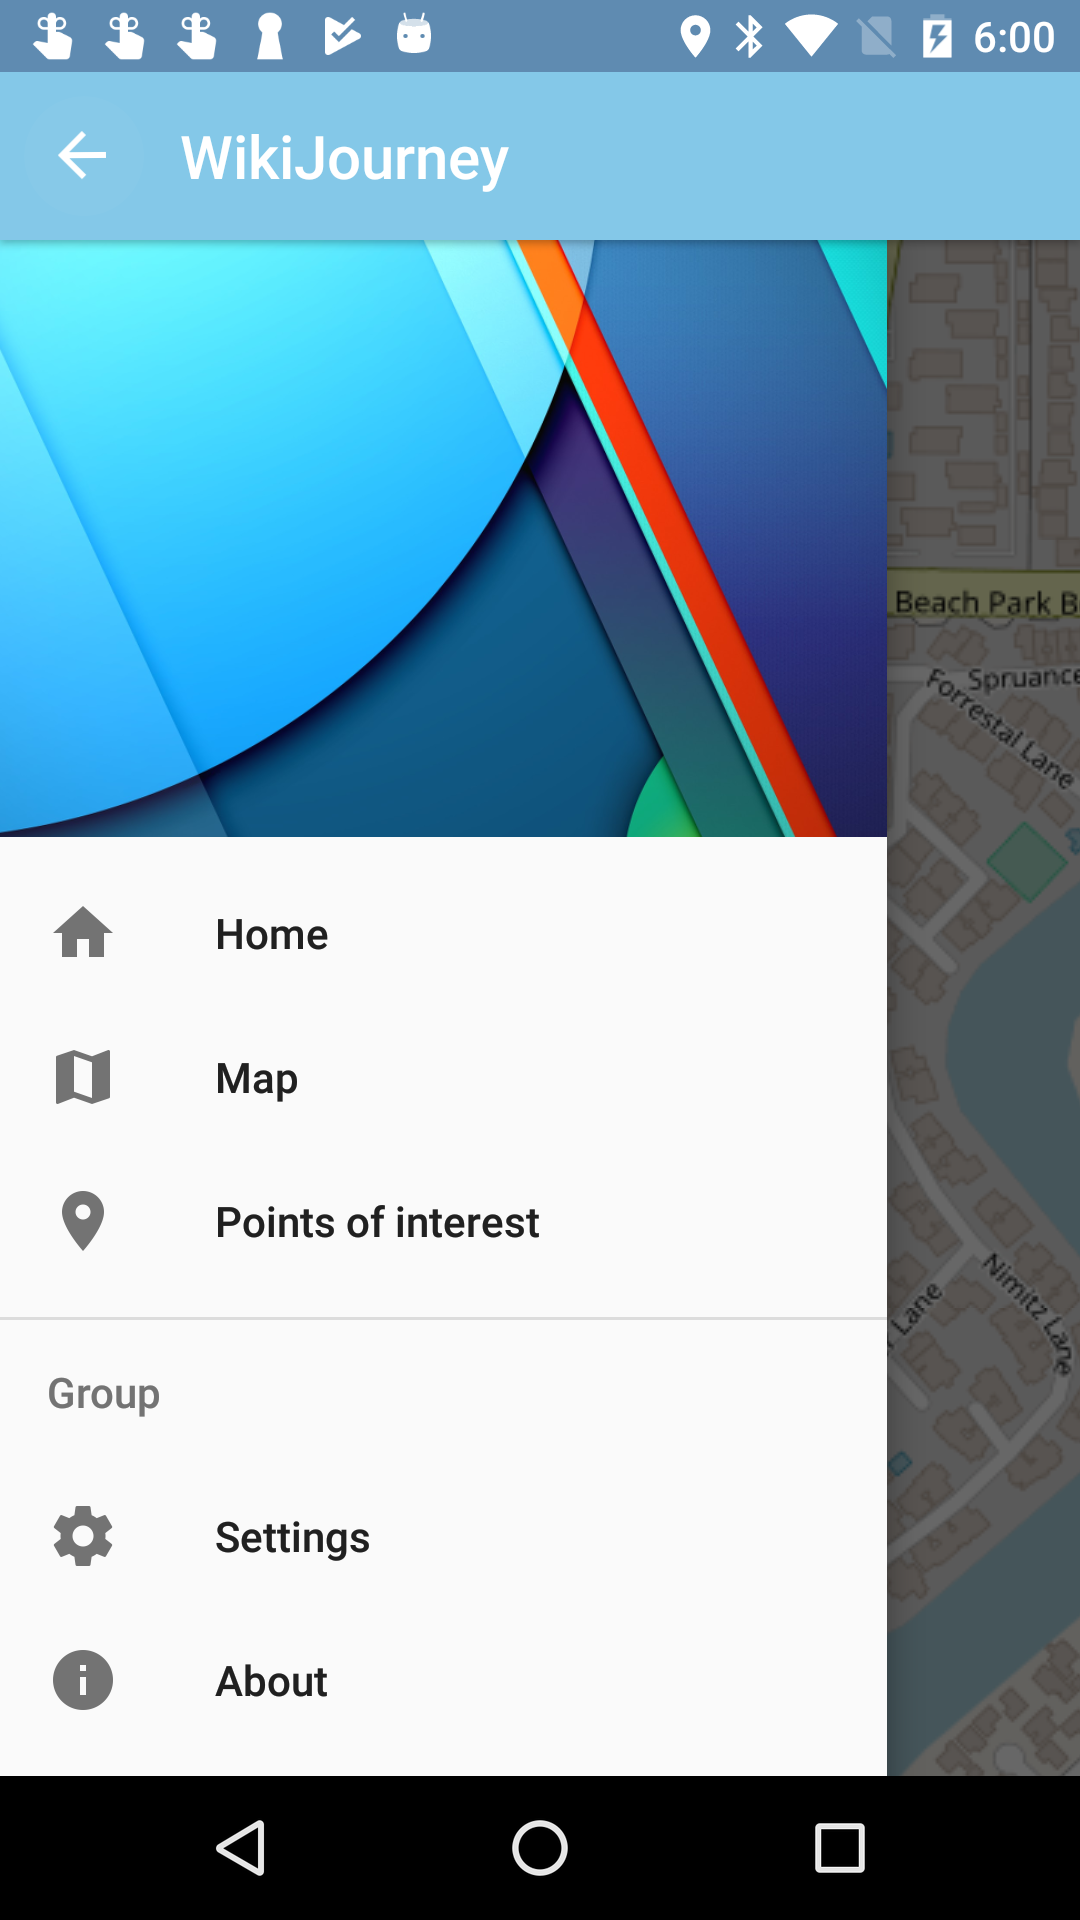 6:00
WikiJourney
Beach Park B
Spruance
Forrestal Lane
Home
Map
Points of interest
Nimitz Lane
Lane
Group
Settings
About